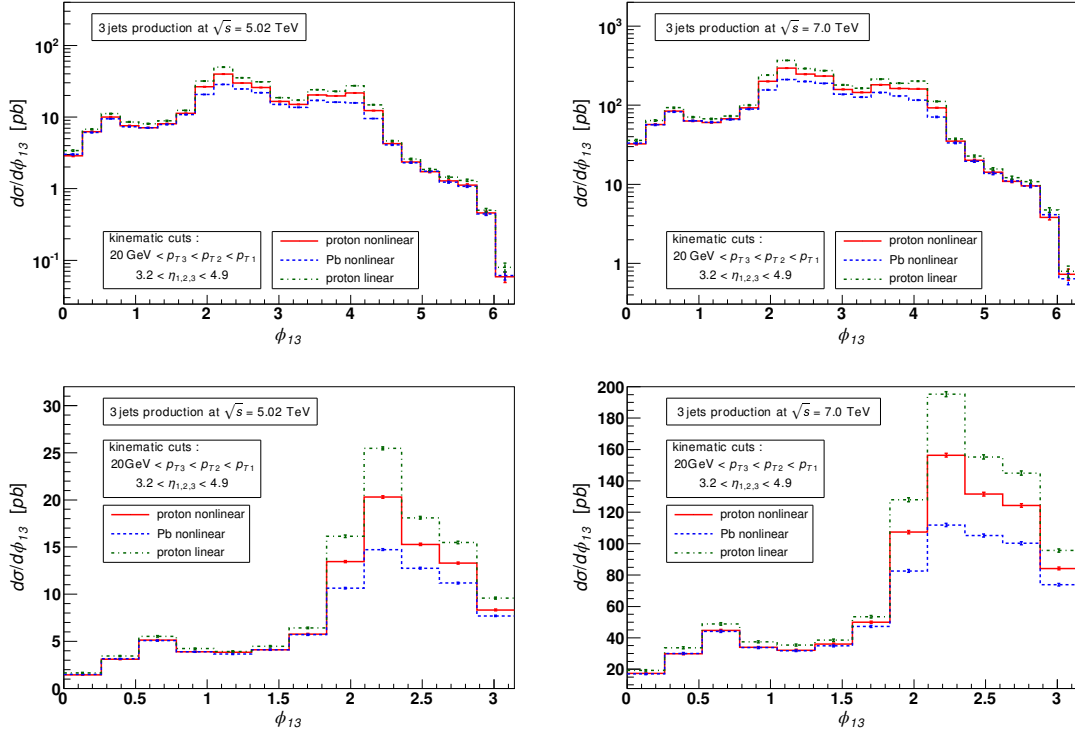 3 jets production at √s = 5.02 TeV
dσ/dϕ13 [pb]
10²
10
1
10⁻¹
kinematic cuts :
20 GeV < pT3 < pT2 < pT1
3.2 < η1,2,3 < 4.9
proton nonlinear
Pb nonlinear
proton linear
0 1 2 3 4 5 6
ϕ13
3 jets production at √s = 7.0 TeV
dσ/dϕ13 [pb]
10³
10²
10
1
kinematic cuts :
20 GeV < pT3 < pT2 < pT1
3.2 < η1,2,3 < 4.9
proton nonlinear
Pb nonlinear
proton linear
0 1 2 3 4 5 6
ϕ13
3 jets production at √s = 5.02 TeV
kinematic cuts :
20GeV < pT3 < pT2 < pT1
3.2 < η1,2,3 < 4.9
proton nonlinear
Pb nonlinear
proton linear
dσ/dϕ13 [pb]
30
25
20
15
10
5
0
0 0.5 1 1.5 2 2.5 3
ϕ13
3 jets production at √s = 7.0 TeV
kinematic cuts :
20GeV < pT3 < pT2 < pT1
3.2 < η1,2,3 < 4.9
proton nonlinear
Pb nonlinear
proton linear
dσ/dϕ13 [pb]
200
180
160
140
120
100
80
60
40
20
0 0.5 1 1.5 2 2.5 3
ϕ13